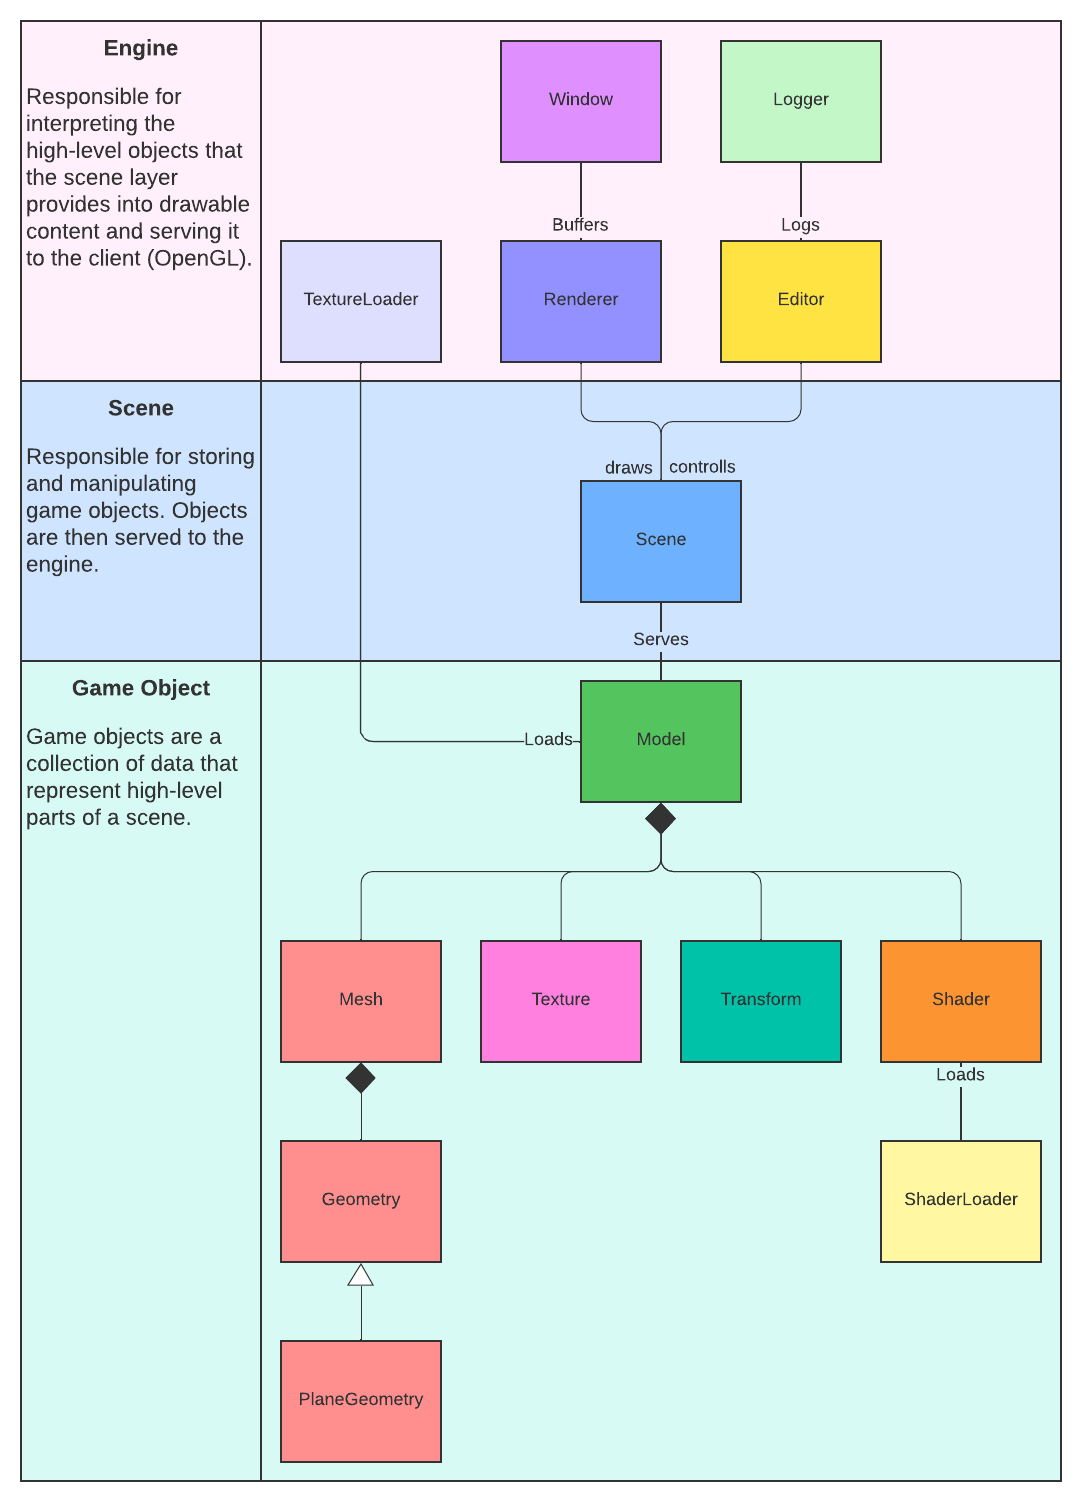 Engine
Responsible for
interpreting the
high-level objects that
the scene layer
provides into drawable
content and serving it
to the client (OpenGL).
Window
Logger
Buffers
Logs
TextureLoader
Renderer
Editor
Scene
Responsible for storing
and manipulating
game objects. Objects
are then served to the
engine.
draws
controlls
Scene
Serves
Game Object
Game objects are a
collection of data that
represent high-level
parts of a scene.
Loads
Model
Mesh
Texture
Transform
Shader
Loads
Geometry
ShaderLoader
PlaneGeometry